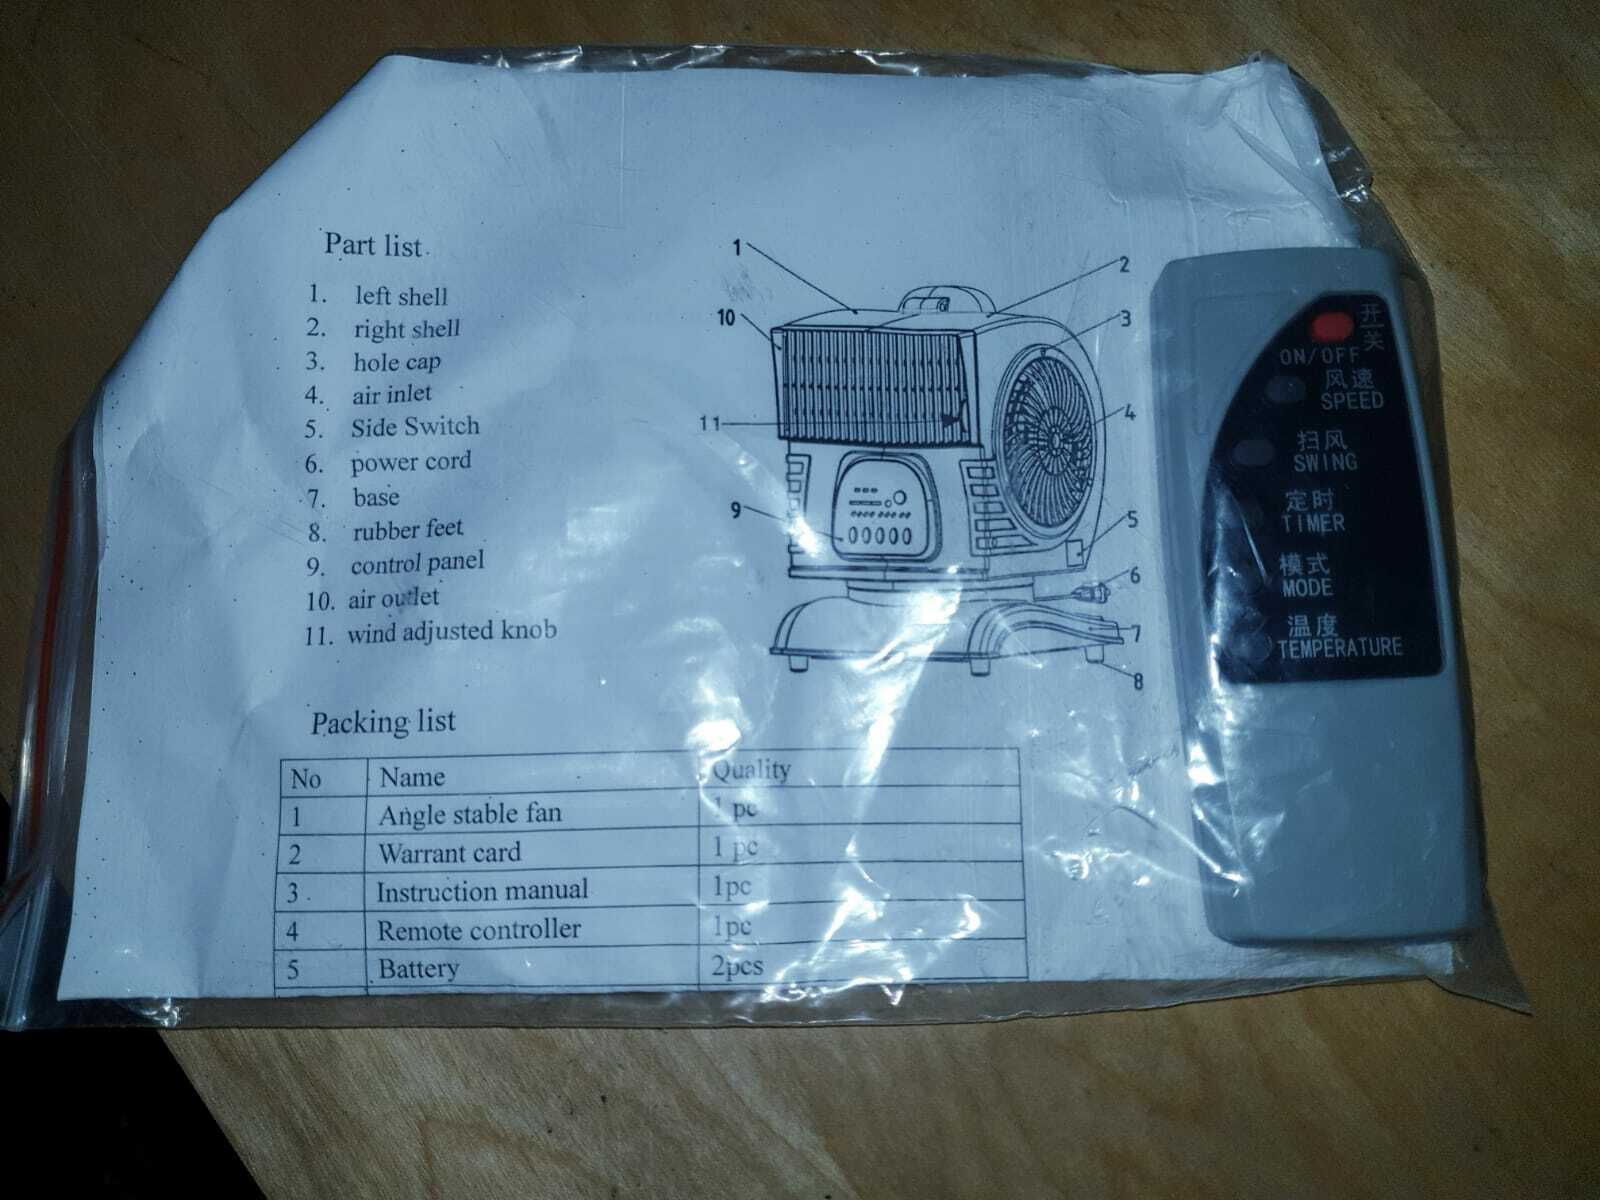 Part list
1. left shell
2. right shell
3. hole cap
4. air inlet
5. Side Switch
6. power cord
7. base
8. rubber feet
9. control panel
10. air outlet
11. wind adjusted knob
1
2
10
3
4
11
9
5
6
7
8
Packing list
No Name Quality
1 Angle stable fan 1 pc
2 Warrant card 1 pc
3 Instruction manual 1pc
4 Remote controller 1pc
5 Battery 2pcs
开
关
ON/OFF
风速
SPEED
扫风
SWING
定时
TIMER
模式
MODE
温度
TEMPERATURE